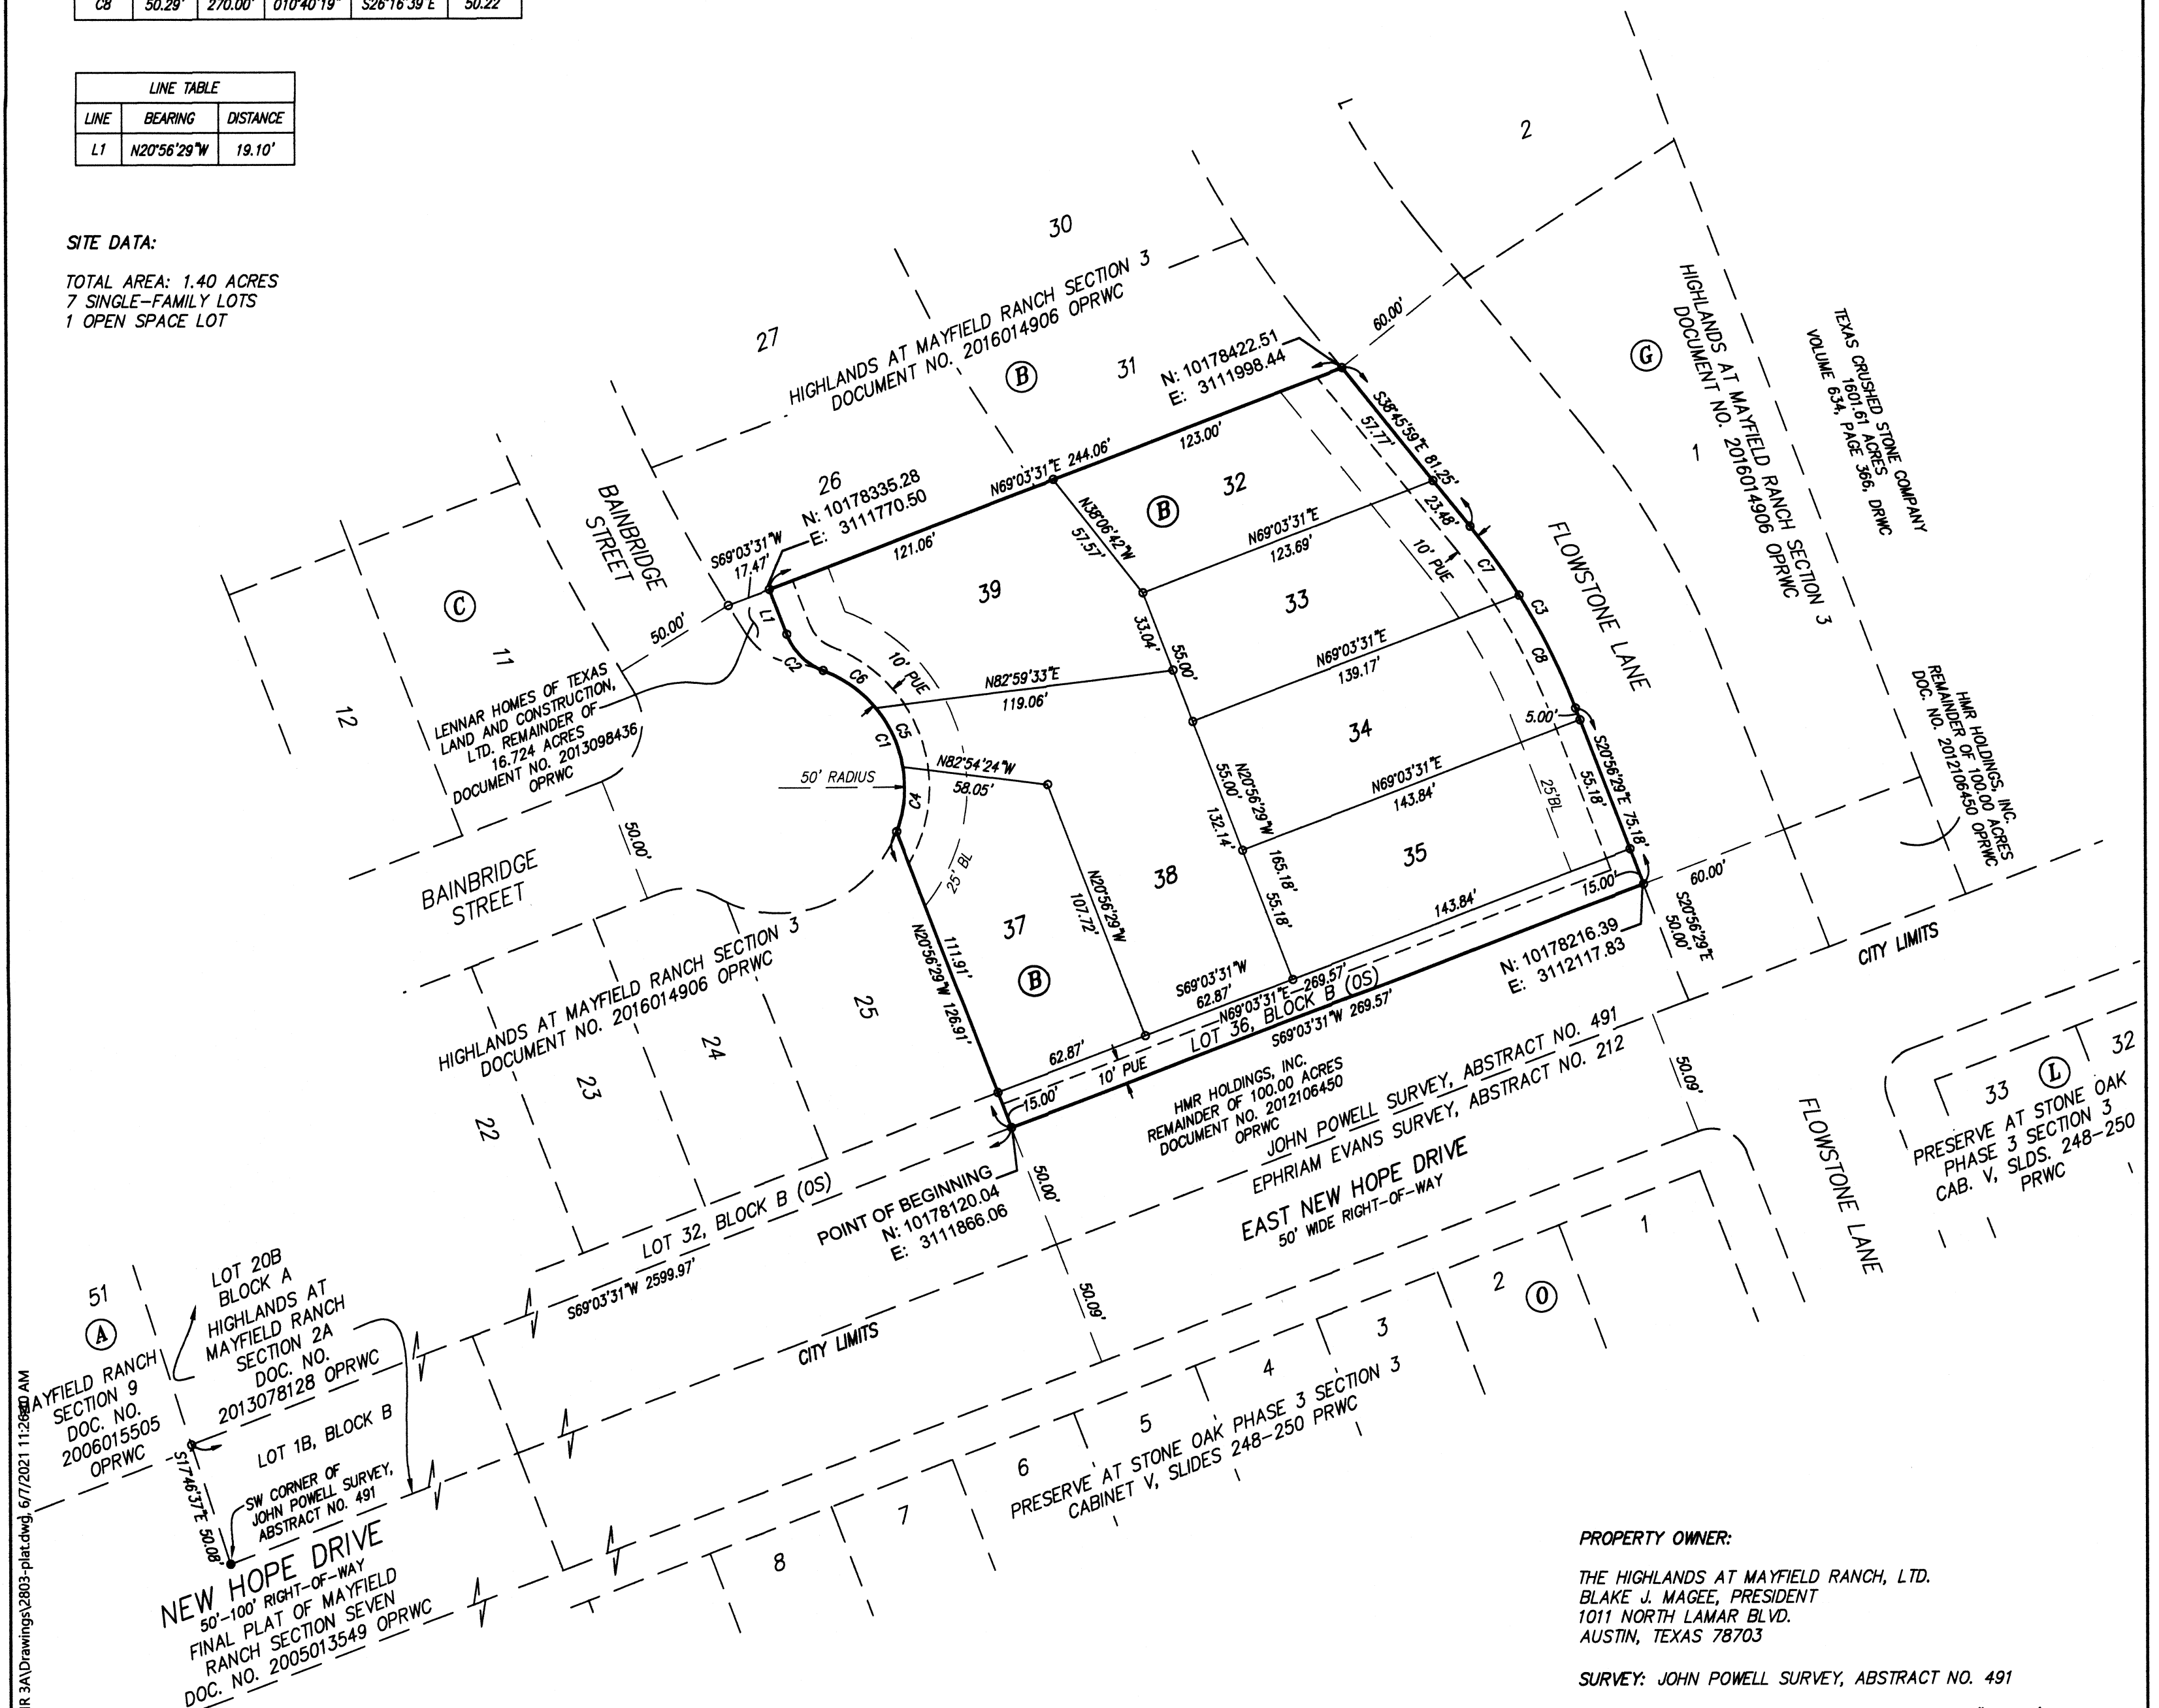 C8 50.29' 270.00' 010°40'19" S26°16'39"E 50.22'
LINE TABLE
LINE BEARING DISTANCE
L1 N20°56'29"W 19.10'
SITE DATA:
TOTAL AREA: 1.40 ACRES
7 SINGLE-FAMILY LOTS
1 OPEN SPACE LOT
2
30
27
HIGHLANDS AT MAYFIELD RANCH SECTION 3
DOCUMENT NO. 2016014906 OPRWC
B
31
N: 10178422.51
E: 3111998.44
60.00'
G
1
HIGHLANDS AT MAYFIELD RANCH SECTION 3
DOCUMENT NO. 2016014906 OPRWC
TEXAS CRUSHED STONE COMPANY
1601.61 ACRES
VOLUME 634, PAGE 366, DRWC
26
N: 10178335.28
E: 3111770.50
N69°03'31"E 244.06'
123.00'
121.06'
S38°45'59"E 81.25'
57.77'
23.48'
32
B
N38°06'42"W
57.57'
N69°03'31"E
123.69'
10' PUE
C7
C3
C8
FLOWSTONE LANE
BAINBRIDGE
STREET
S69°03'31"W
17.47'
50.00'
L1
C2
C6
C5
C1
C4
10' PUE
39
33
33.04'
55.00'
N69°03'31"E
139.17'
N82°59'33"E
119.06'
C
11
12
LENNAR HOMES OF TEXAS
LAND AND CONSTRUCTION,
LTD. REMAINDER OF
16.724 ACRES
DOCUMENT NO. 2013098436
OPRWC
50' RADIUS
N82°54'24"W
58.05'
34
5.00'
N69°03'31"E
143.84'
25'BL
S20°56'29"E 75.18'
55.18'
HMR HOLDINGS, INC.
REMAINDER OF 100.00 ACRES
DOC. NO. 2012106450 OPRWC
N20°56'29"W 165.18'
55.00'
132.14'
55.18'
35
143.84'
15.00'
60.00'
BAINBRIDGE
STREET
50.00'
25' BL
38
37
B
N20°56'29"W
107.72'
111.91'
N20°56'29"W 126.91'
S69°03'31"W
62.87'
N69°03'31"E 269.57'
LOT 36, BLOCK B (OS)
S69°03'31"W 269.57'
62.87'
10' PUE
15.00'
N: 10178216.39
E: 3112117.83
S20°56'29"E
50.00'
CITY LIMITS
HIGHLANDS AT MAYFIELD RANCH SECTION 3
DOCUMENT NO. 2016014906 OPRWC
25
24
23
22
HMR HOLDINGS, INC.
REMAINDER OF 100.00 ACRES
DOCUMENT NO. 2012106450
OPRWC
JOHN POWELL SURVEY, ABSTRACT NO. 491
EPHRIAM EVANS SURVEY, ABSTRACT NO. 212
50.09'
EAST NEW HOPE DRIVE
50' WIDE RIGHT-OF-WAY
FLOWSTONE LANE
33
L
32
PRESERVE AT STONE OAK
PHASE 3 SECTION 3
CAB. V, SLDS. 248-250
PRWC
POINT OF BEGINNING
N: 10178120.04
E: 3111866.06
50.00'
50.09'
LOT 32, BLOCK B (OS)
S69°03'31"W 2599.97'
CITY LIMITS
1
2
O
3
4
5
6
7
8
PRESERVE AT STONE OAK PHASE 3 SECTION 3
CABINET V, SLIDES 248-250 PRWC
51
A
MAYFIELD RANCH
SECTION 9
DOC. NO.
2006015505
OPRWC
LOT 20B
BLOCK A
HIGHLANDS AT
MAYFIELD RANCH
SECTION 2A
DOC. NO.
2013078128 OPRWC
LOT 1B, BLOCK B
SW CORNER OF
JOHN POWELL SURVEY,
ABSTRACT NO. 491
S17°46'37"E 50.08'
NEW HOPE DRIVE
50'-100' RIGHT-OF-WAY
FINAL PLAT OF MAYFIELD
RANCH SECTION SEVEN
DOC. NO. 2005013549 OPRWC
PROPERTY OWNER:
THE HIGHLANDS AT MAYFIELD RANCH, LTD.
BLAKE J. MAGEE, PRESIDENT
1011 NORTH LAMAR BLVD.
AUSTIN, TEXAS 78703
SURVEY: JOHN POWELL SURVEY, ABSTRACT NO. 491
3A\Drawings\2803-plat.dwg, 6/7/2021 AM